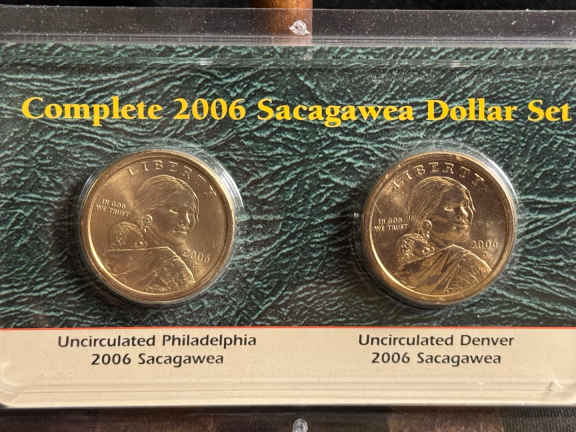 Complete 2006 Sacagawea Dollar Set
LIBERTY
IN GOD
WE TRUST
2006
P
LIBERTY
IN GOD
WE TRUST
2006
D
Uncirculated Philadelphia
2006 Sacagawea
Uncirculated Denver
2006 Sacagawea